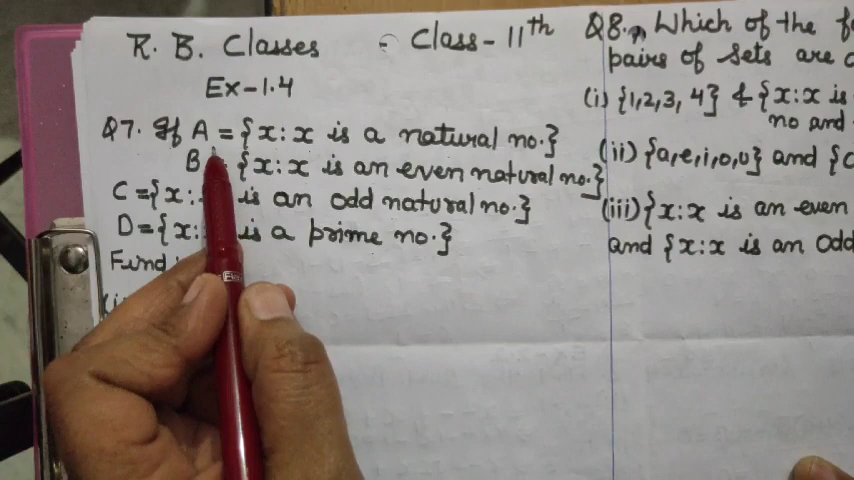 R. B. Classes - Class - 11th
Ex-1.4
Q7. If A = {x:x is a natural no.}
B = {x:x is an even natural no.}
C = {x: is an odd natural no.}
D = {x: is a prime no.}
Find
Q8. Which of the
pairs of sets are
(i) {1,2,3,4} & {x:x is
no and
(ii) {a,e,i,o,u} and {c
(iii) {x:x is an even
and {x:x is an odd